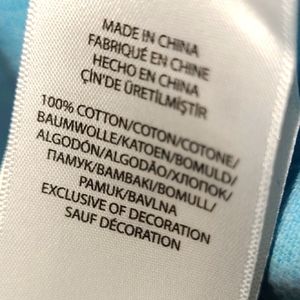 MADE IN CHINA
FABRIQUÉ EN CHINE
HECHO EN CHINA
ÇİN'DE ÜRETİLMİŞTİR
100% COTTON/COTON/COTONE/
BAUMWOLLE/KATOEN/BOMULD/
ALGODÓN/ALGODÃO/ХЛОПОК/
ПАМУК/BAMBAKI/BOMULL/
PAMUK/BAVLNA
EXCLUSIVE OF DECORATION
SAUF DÉCORATION